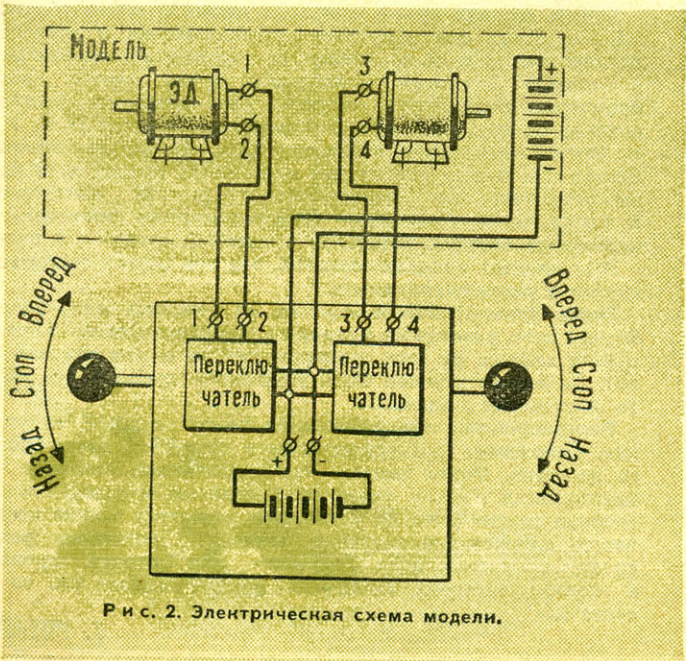 Модель
ЭД
1
2
3
4
+
-
Вперед
Стоп
Назад
1 2
3 4
Переклю-
чатель
Переклю-
чатель
+ -
Вперед
Стоп
Назад
Рис. 2. Электрическая схема модели.